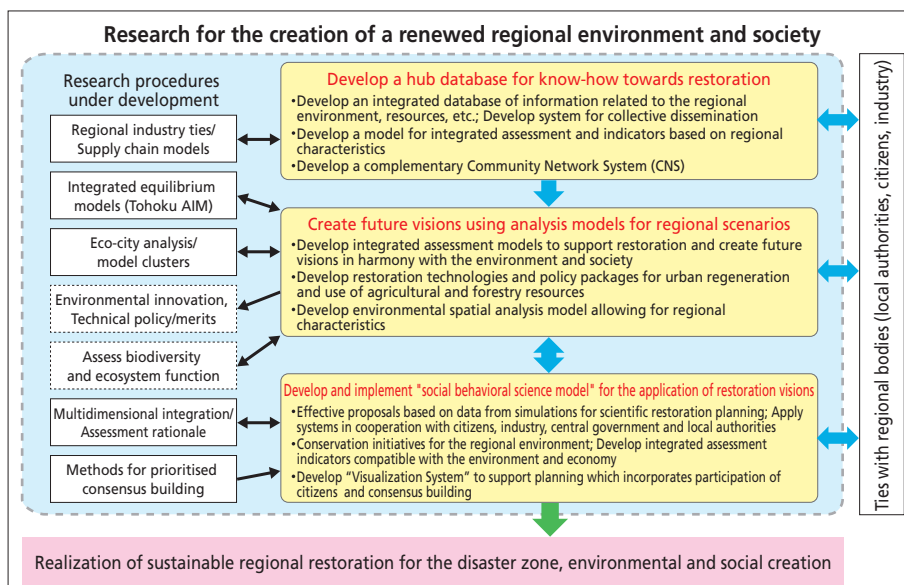 Research for the creation of a renewed regional environment and society
Research procedures
under development
Regional industry ties/
Supply chain models
Integrated equilibrium
models (Tohoku AIM)
Eco-city analysis/
model clusters
Environmental innovation,
Technical policy/merits
Assess biodiversity
and ecosystem function
Multidimensional integration/
Assessment rationale
Methods for prioritised
consensus building
Develop a hub database for know-how towards restoration
•Develop an integrated database of information related to the regional
environment, resources, etc.; Develop system for collective dissemination
•Develop a model for integrated assessment and indicators based on regional
characteristics
•Develop a complementary Community Network System (CNS)
Create future visions using analysis models for regional scenarios
•Develop integrated assessment models to support restoration and create future
visions in harmony with the environment and society
•Develop restoration technologies and policy packages for urban regeneration
and use of agricultural and forestry resources
•Develop environmental spatial analysis model allowing for regional
characteristics
Develop and implement "social behavioral science model" for the application of restoration visions
•Effective proposals based on data from simulations for scientific restoration planning; Apply
systems in cooperation with citizens, industry, central government and local authorities
•Conservation initiatives for the regional environment; Develop integrated assessment
indicators compatible with the environment and economy
•Develop “Visualization System” to support planning which incorporates participation of
citizens and consensus building
Ties with regional bodies (local authorities, citizens, industry)
Realization of sustainable regional restoration for the disaster zone, environmental and social creation